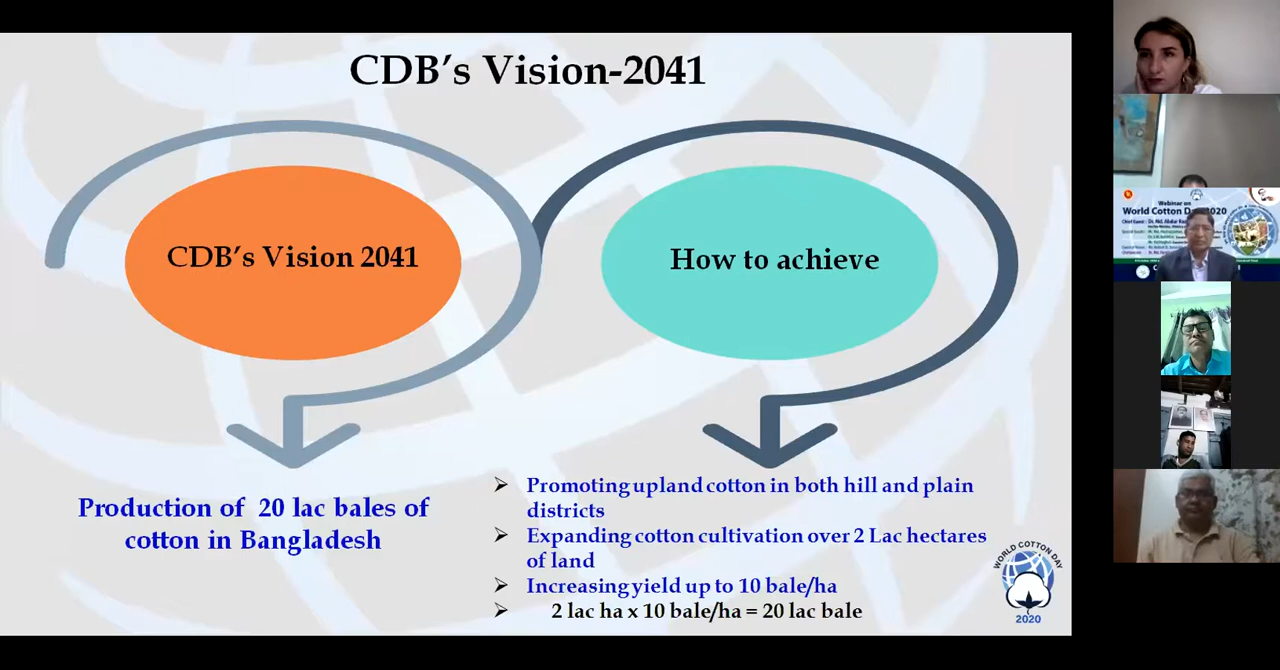 CDB's Vision-2041
CDB's Vision 2041
How to achieve
Production of 20 lac bales of
cotton in Bangladesh
➢ Promoting upland cotton in both hill and plain
districts
➢ Expanding cotton cultivation over 2 Lac hectares
of land
➢ Increasing yield up to 10 bale/ha
➢ 2 lac ha x 10 bale/ha = 20 lac bale
WORLD COTTON DAY
2020
Webinar on
World Cotton Day 2020